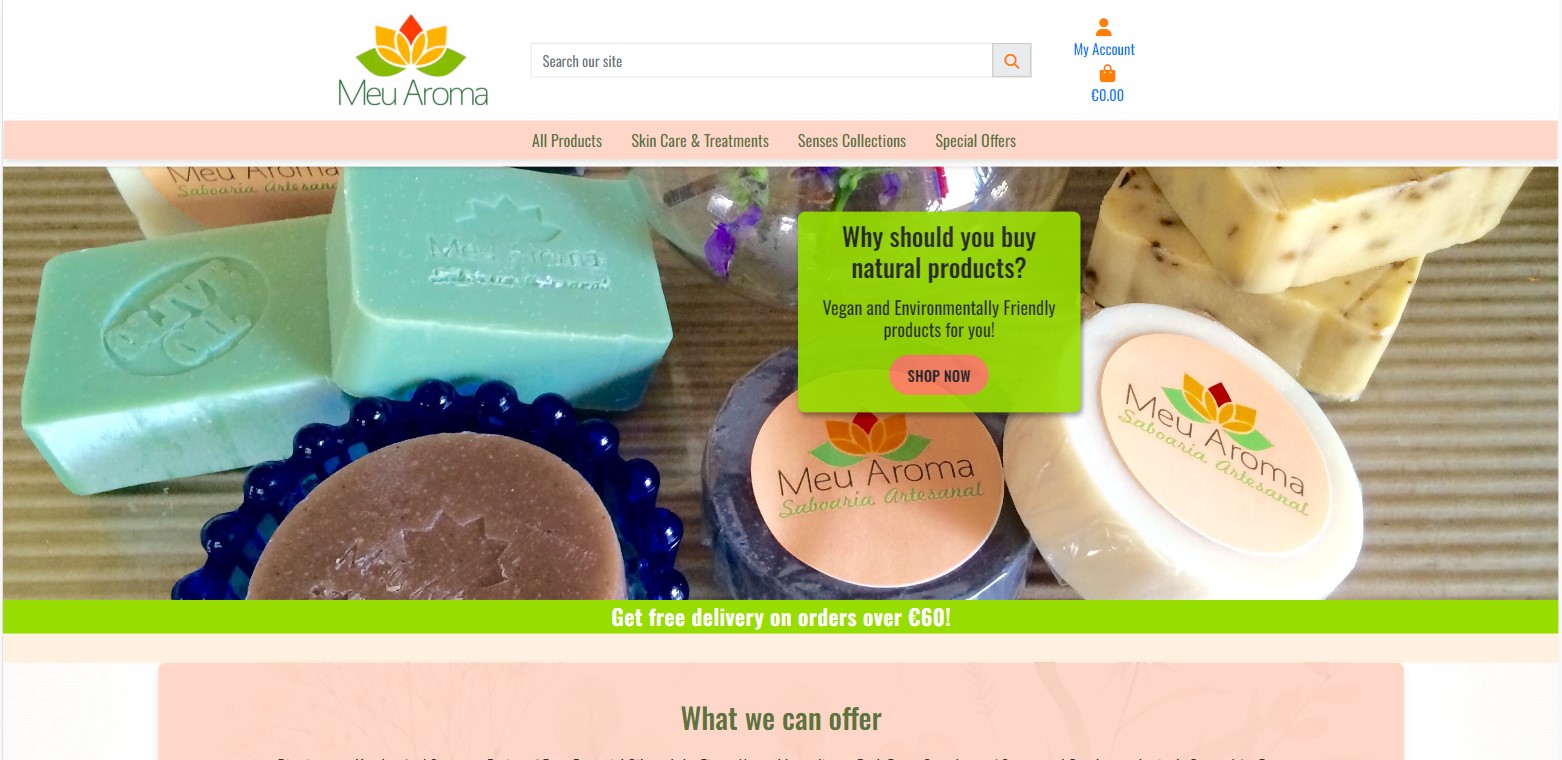 Meu Aroma
Search our site
My Account
€0.00
All Products
Skin Care & Treatments
Senses Collections
Special Offers
Meu Aroma
Saboaria Artesanal
Meu Aroma
Why should you buy
natural products?
Vegan and Environmentally Friendly
products for you!
SHOP NOW
Meu Aroma
Saboaria Artesanal
Meu Aroma
Saboaria Artesanal
Get free delivery on orders over €60!
What we can offer